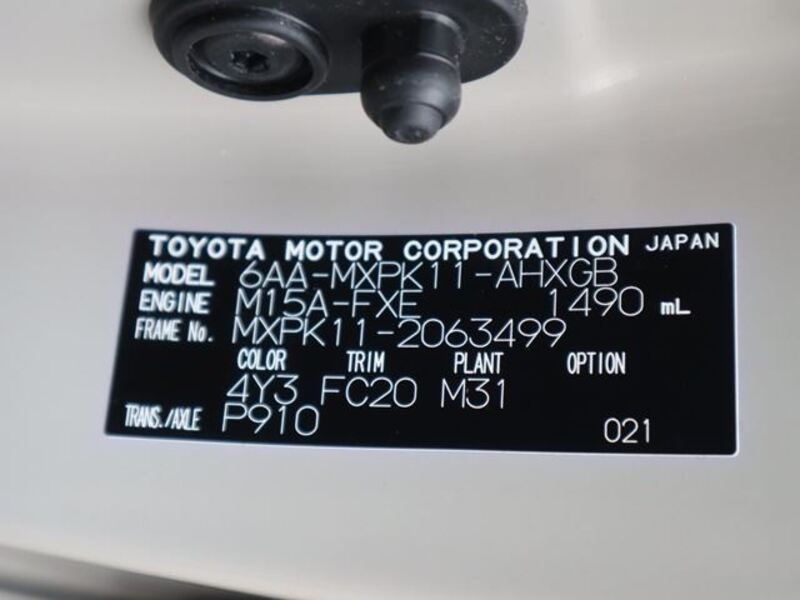 TOYOTA MOTOR CORPORATION JAPAN
MODEL 6AA-MXPK11-AHXGB
ENGINE M15A-FXE 1490 mL
FRAME No. MXPK11-2063499
COLOR TRIM PLANT OPTION
4Y3 FC20 M31
TRANS./AXLE P910 021